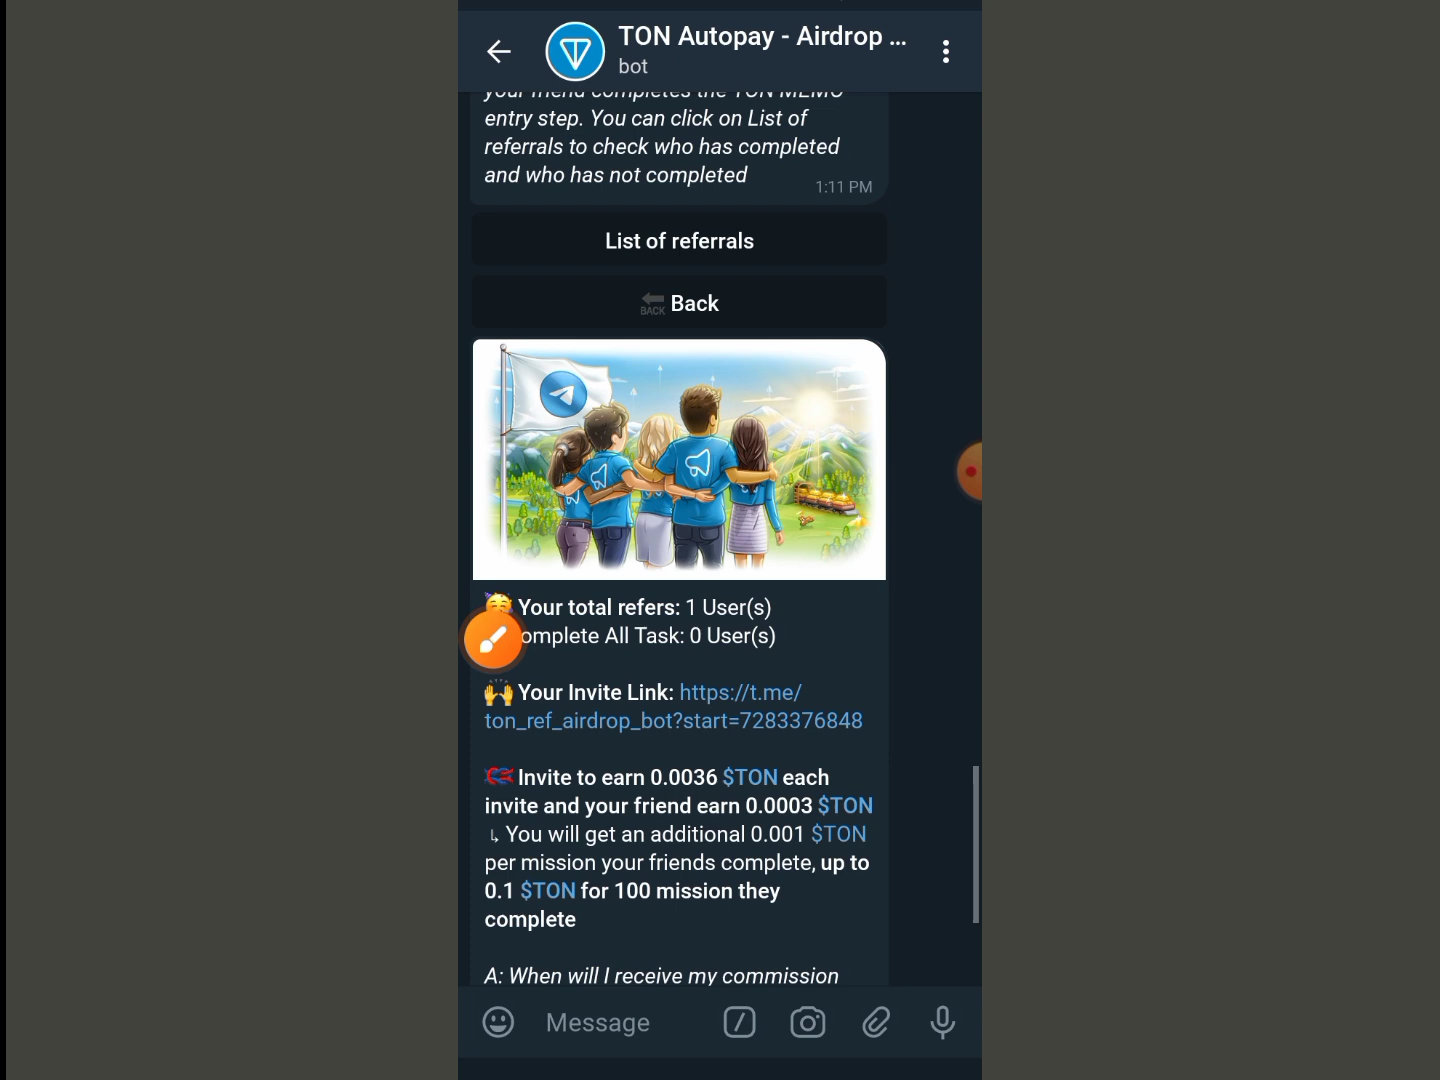 TON Autopay - Airdrop ...
bot
your friend completes the TON MEMO
entry step. You can click on List of
referrals to check who has completed
and who has not completed
1:11 PM
List of referrals
BACK Back
Your total refers: 1 User(s)
omplete All Task: 0 User(s)
Your Invite Link: https://t.me/
ton_ref_airdrop_bot?start=7283376848
Invite to earn 0.0036 $TON each
invite and your friend earn 0.0003 $TON
↳ You will get an additional 0.001 $TON
per mission your friends complete, up to
0.1 $TON for 100 mission they
complete
A: When will I receive my commission
Message